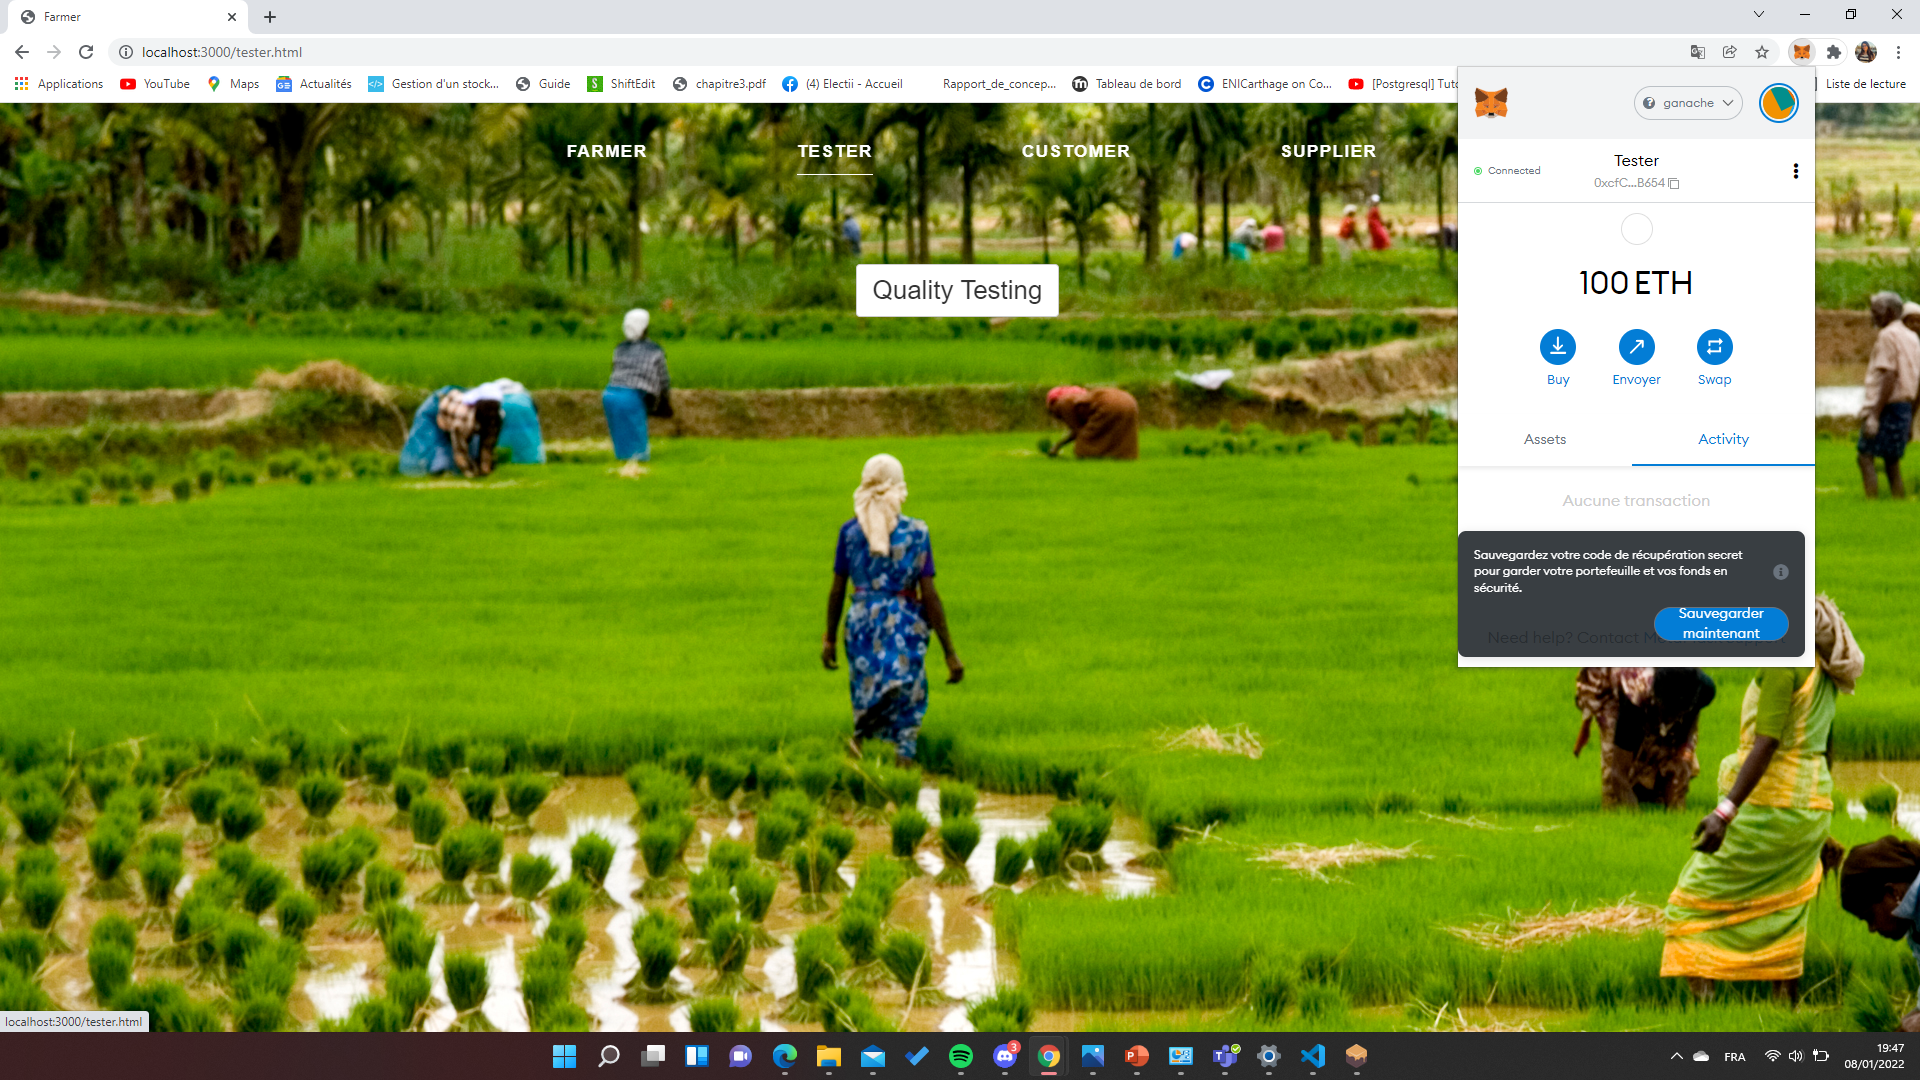 Farmer
localhost:3000/tester.html
Applications
YouTube
Maps
Actualités
Gestion d'un stock...
Guide
ShiftEdit
chapitre3.pdf
(4) Electii - Accueil
Rapport_de_concep...
Tableau de bord
ENICarthage on Co...
[Postgresql] Tuto
Liste de lecture
FARMER
TESTER
CUSTOMER
SUPPLIER
Quality Testing
ganache
Connected
Tester
0xcfC...B654
100 ETH
Buy
Envoyer
Swap
Assets
Activity
Aucune transaction
Sauvegardez votre code de récupération secret
pour garder votre portefeuille et vos fonds en
sécurité.
Sauvegarder
maintenant
Need help? Contact M
localhost:3000/tester.html
3
FRA
19:47
08/01/2022